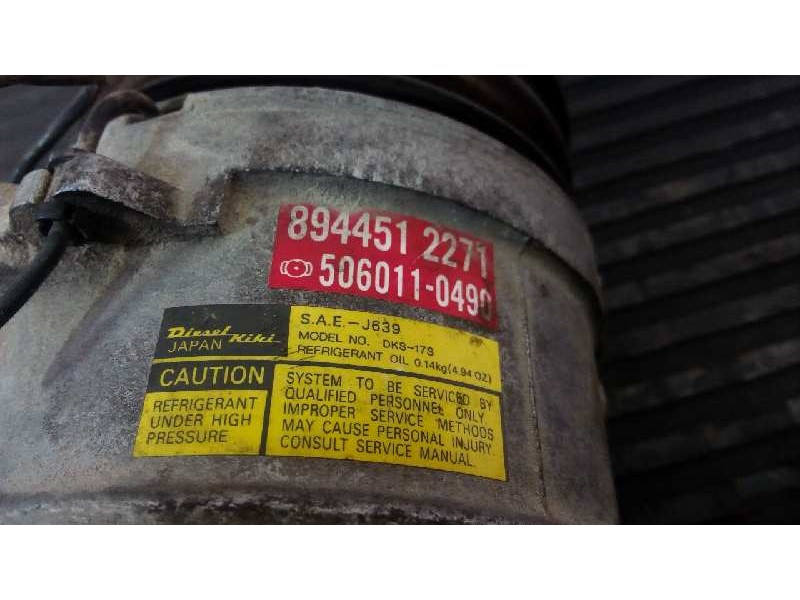 894451 2271
506011-0490
Diesel Kiki
JAPAN
S.A.E.-J639
MODEL NO. DKS-17S
REFRIGERANT OIL 0.14kg(4.94OZ)
CAUTION
REFRIGERANT
UNDER HIGH
PRESSURE
SYSTEM TO BE SERVICED BY
QUALIFIED PERSONNEL ONLY
IMPROPER SERVICE METHODS
MAY CAUSE PERSONAL INJURY.
CONSULT SERVICE MANUAL.